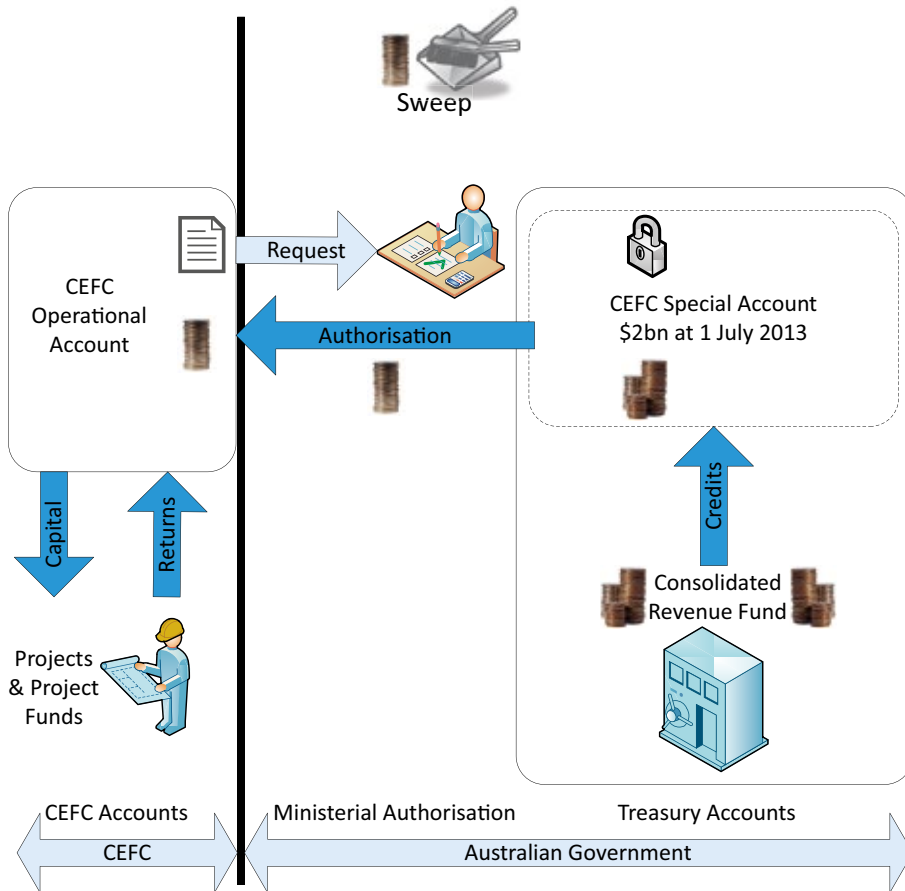 Sweep
Request
CEFC
Operational
Account
Authorisation
CEFC Special Account
$2bn at 1 July 2013
Capital
Returns
Credits
Consolidated
Revenue Fund
Projects
& Project
Funds
CEFC Accounts
Ministerial Authorisation
Treasury Accounts
CEFC
Australian Government